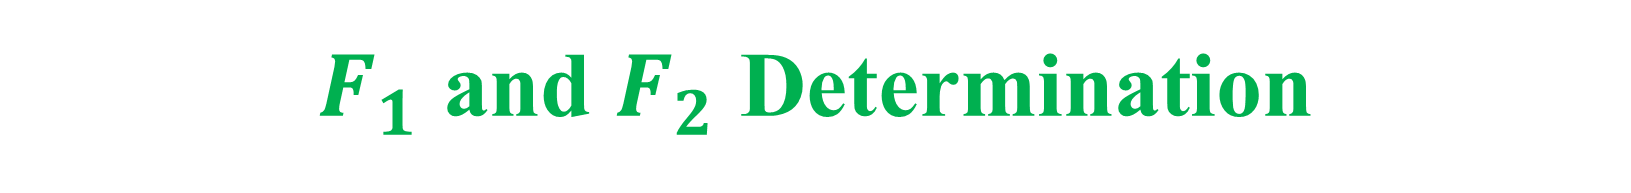 F₁ and F₂ Determination